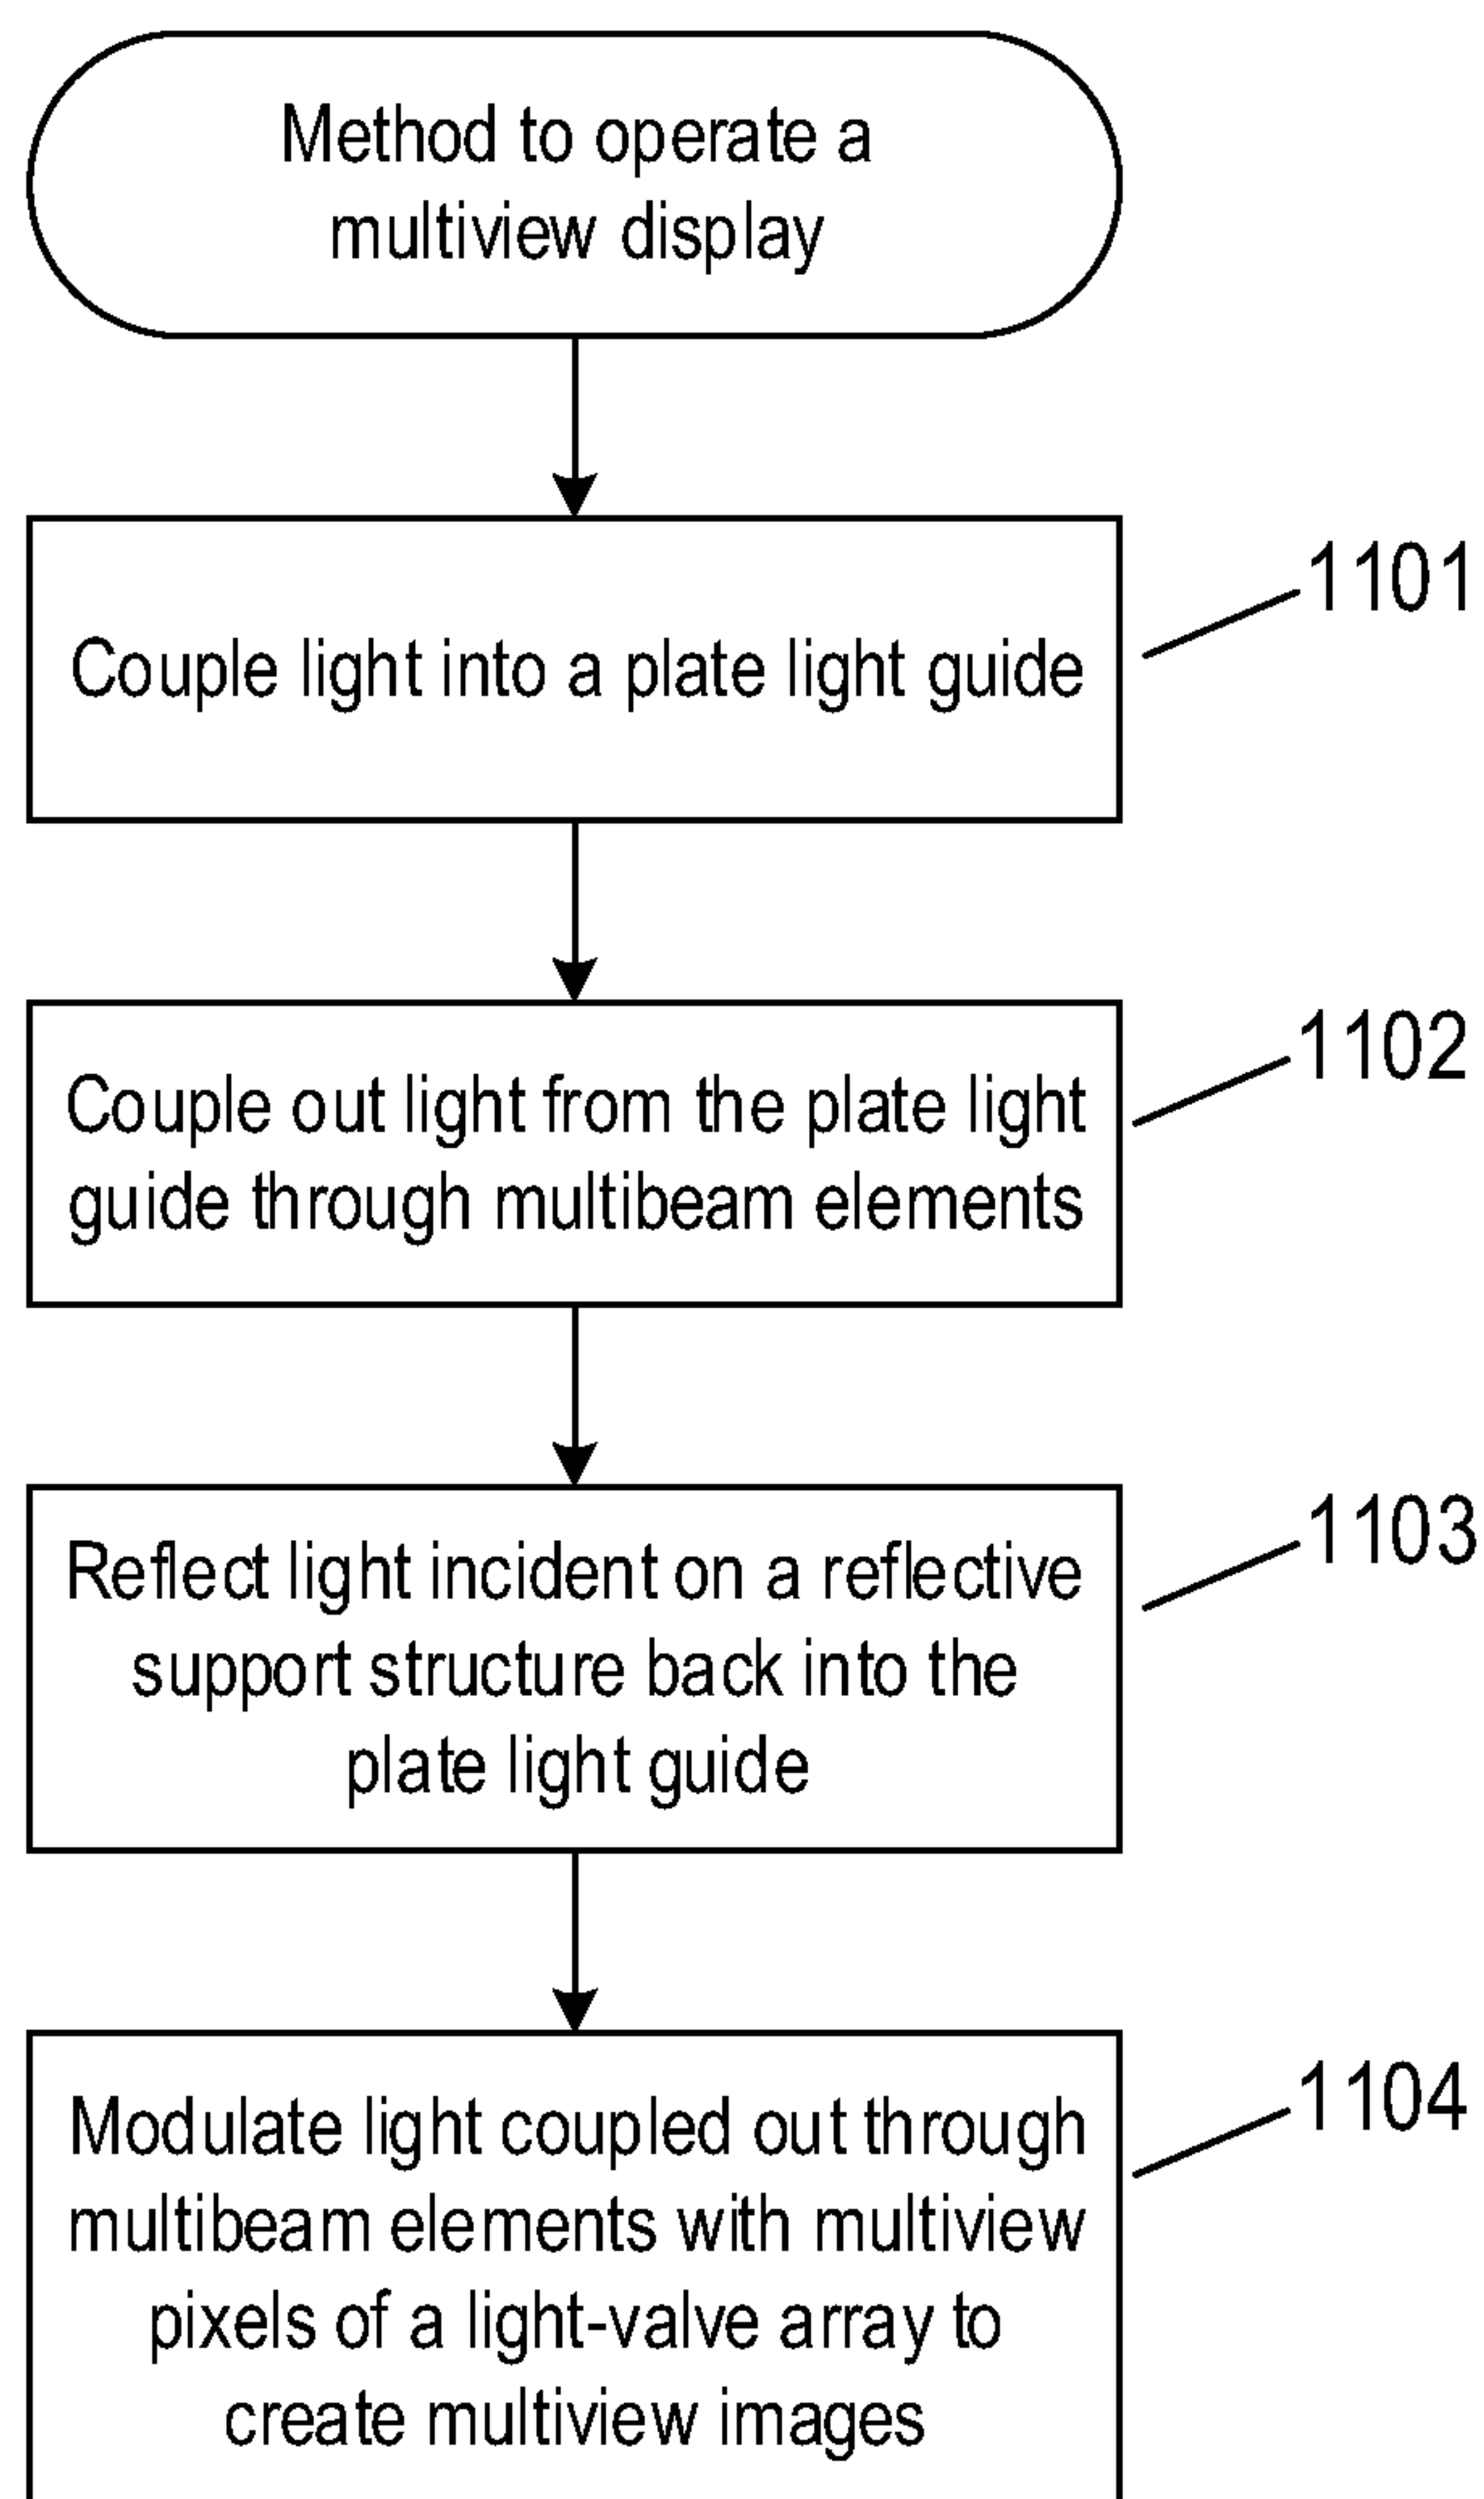 Method to operate a
multiview display
1101
Couple light into a plate light guide
1102
Couple out light from the plate light
guide through multibeam elements
1103
Reflect light incident on a reflective
support structure back into the
plate light guide
1104
Modulate light coupled out through
multibeam elements with multiview
pixels of a light-valve array to
create multiview images